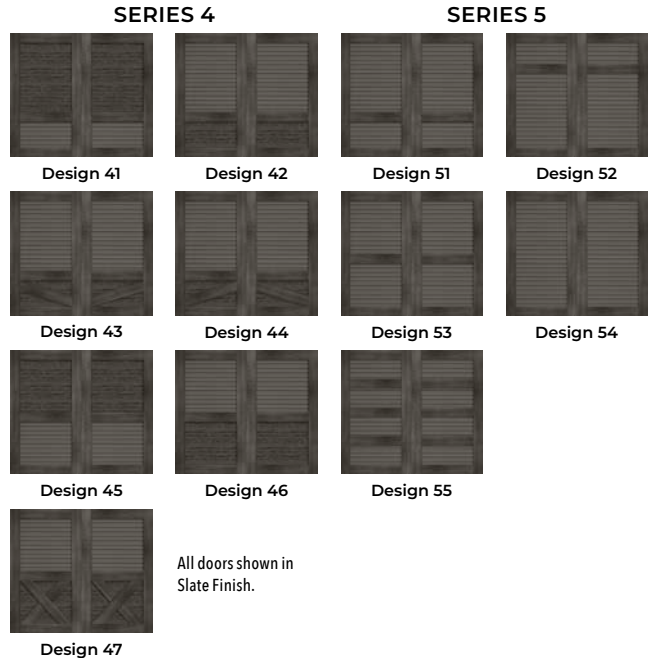 SERIES 4
SERIES 5
Design 41
Design 42
Design 51
Design 52
Design 43
Design 44
Design 53
Design 54
Design 45
Design 46
Design 55
All doors shown in
Slate Finish.
Design 47